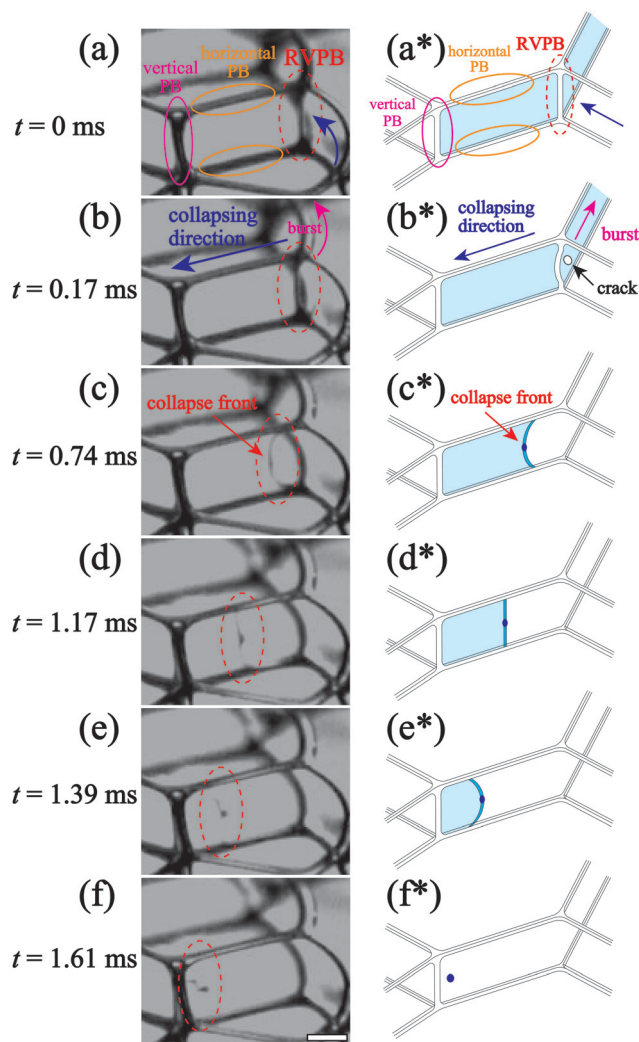 (a)
horizontal
PB
RVPB
vertical
PB
t = 0 ms
(a*)
horizontal
PB
RVPB
vertical
PB
(b)
collapsing
direction
burst
t = 0.17 ms
(b*)
collapsing
direction
burst
crack
(c)
collapse front
t = 0.74 ms
(c*)
collapse front
(d)
t = 1.17 ms
(d*)
(e)
t = 1.39 ms
(e*)
(f)
t = 1.61 ms
(f*)